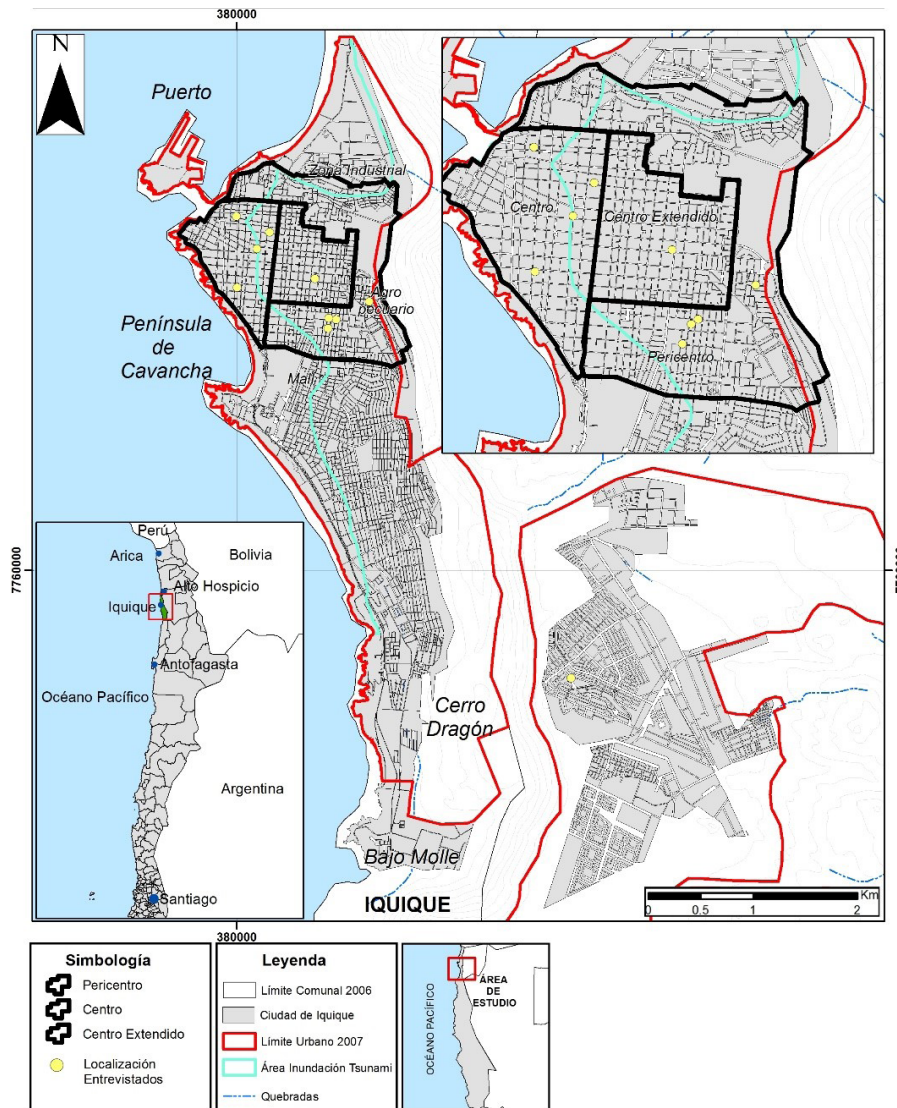 380000
N
Puerto
Zona Industrial
Centro
Centro Extendido
Pericentro
Agro
pecuario
Península
de
Cavancha
Mall
Perú
Arica
Bolivia
Alto Hospicio
Iquique
Antofagasta
Océano Pacífico
Argentina
Santiago
7760000
Cerro
Dragón
Bajo Molle
IQUIQUE
Km
0 0.5 1 2
380000
Simbología
Pericentro
Centro
Centro Extendido
Localización
Entrevistados
Leyenda
Límite Comunal 2006
Ciudad de Iquique
Límite Urbano 2007
Área Inundación Tsunami
Quebradas
OCÉANO PACÍFICO
ÁREA
DE
ESTUDIO